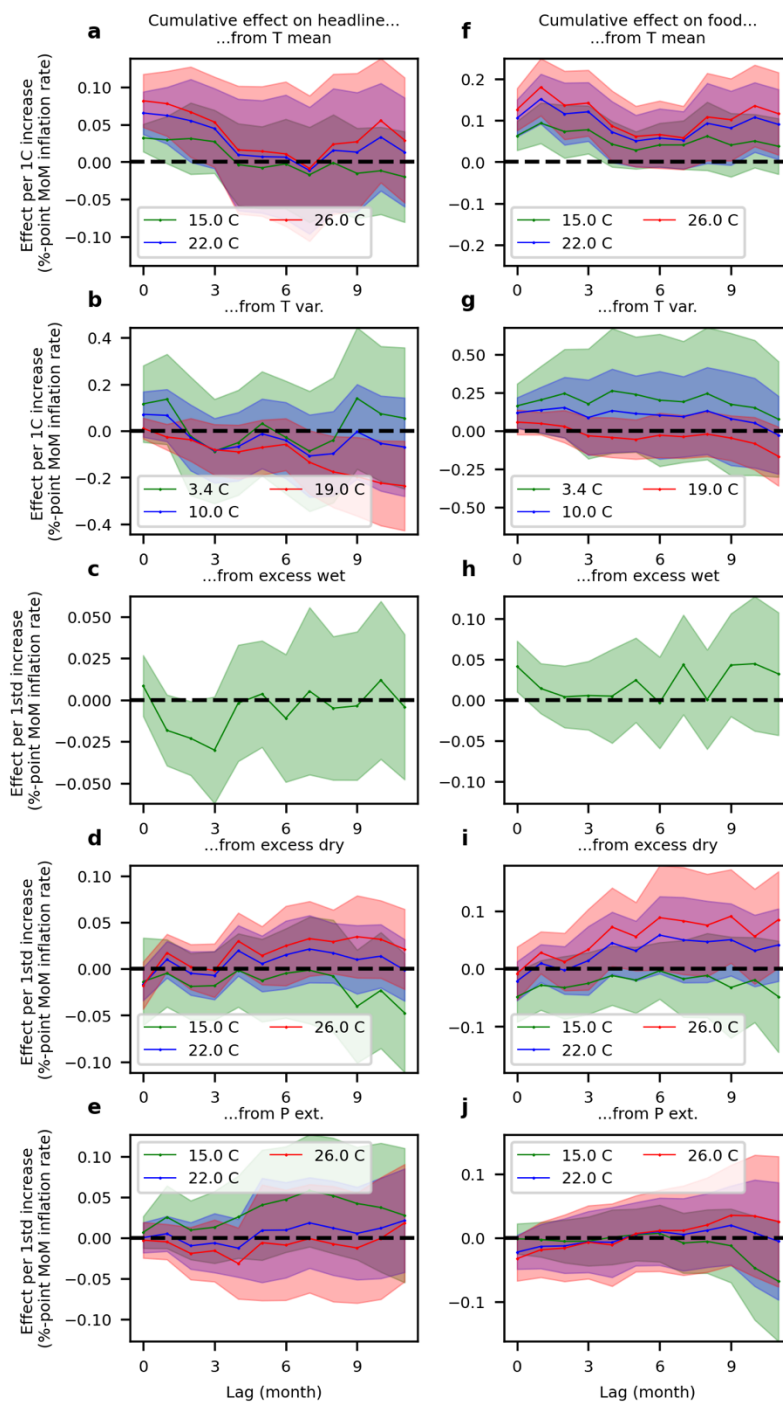 a
Cumulative effect on headline...
...from T mean
Effect per 1C increase
(%-point MoM inflation rate)
0.10
0.05
0.00
−0.05
−0.10
15.0 C
26.0 C
22.0 C
0 3 6 9
f
Cumulative effect on food...
...from T mean
0.2
0.1
0.0
−0.1
−0.2
15.0 C
26.0 C
22.0 C
0 3 6 9
b
...from T var.
Effect per 1C increase
(%-point MoM inflation rate)
0.4
0.2
0.0
−0.2
−0.4
3.4 C
19.0 C
10.0 C
0 3 6 9
g
...from T var.
0.50
0.25
0.00
−0.25
−0.50
3.4 C
19.0 C
10.0 C
0 3 6 9
c
...from excess wet
Effect per 1std increase
(%-point MoM inflation rate)
0.050
0.025
0.000
−0.025
−0.050
0 3 6 9
h
...from excess wet
0.10
0.05
0.00
−0.05
−0.10
0 3 6 9
d
...from excess dry
Effect per 1std increase
(%-point MoM inflation rate)
0.10
0.05
0.00
−0.05
−0.10
15.0 C
26.0 C
22.0 C
0 3 6 9
i
...from excess dry
0.1
0.0
−0.1
15.0 C
26.0 C
22.0 C
0 3 6 9
e
...from P ext.
Effect per 1std increase
(%-point MoM inflation rate)
0.10
0.05
0.00
−0.05
−0.10
15.0 C
26.0 C
22.0 C
0 3 6 9
Lag (month)
j
...from P ext.
0.1
0.0
−0.1
15.0 C
26.0 C
22.0 C
0 3 6 9
Lag (month)